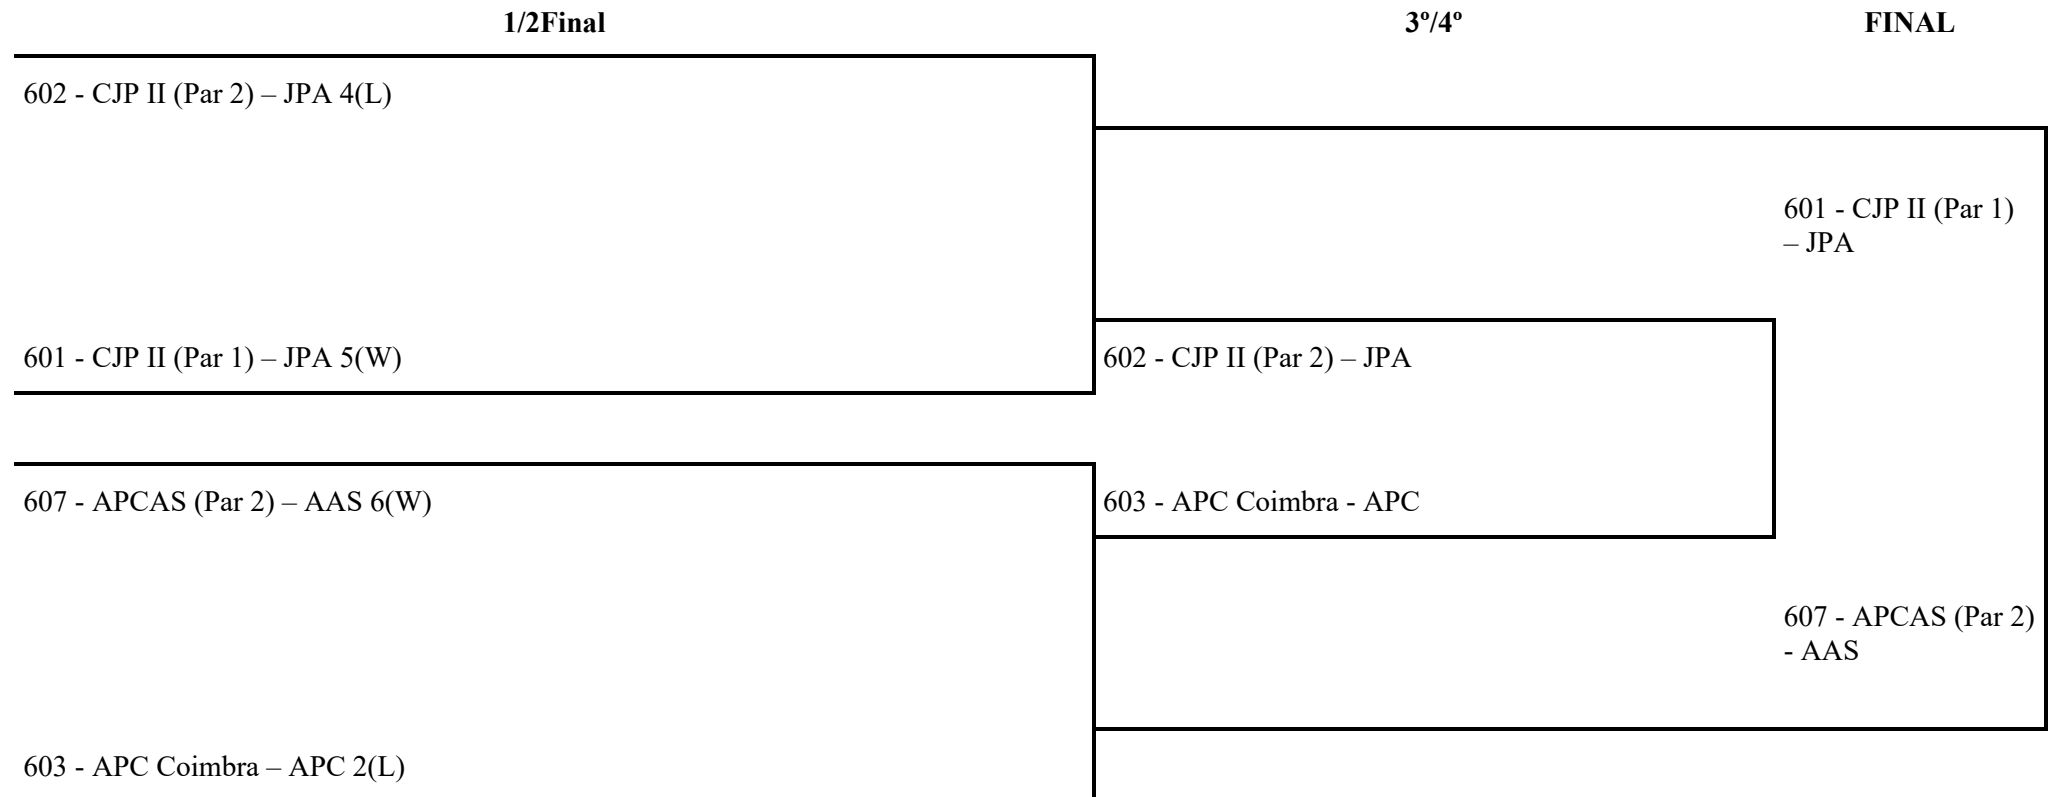 1/2Final
3º/4º
FINAL
602 - CJP II (Par 2) – JPA 4(L)
601 - CJP II (Par 1)
– JPA
601 - CJP II (Par 1) – JPA 5(W)
602 - CJP II (Par 2) – JPA
607 - APCAS (Par 2) – AAS 6(W)
603 - APC Coimbra - APC
607 - APCAS (Par 2)
- AAS
603 - APC Coimbra – APC 2(L)